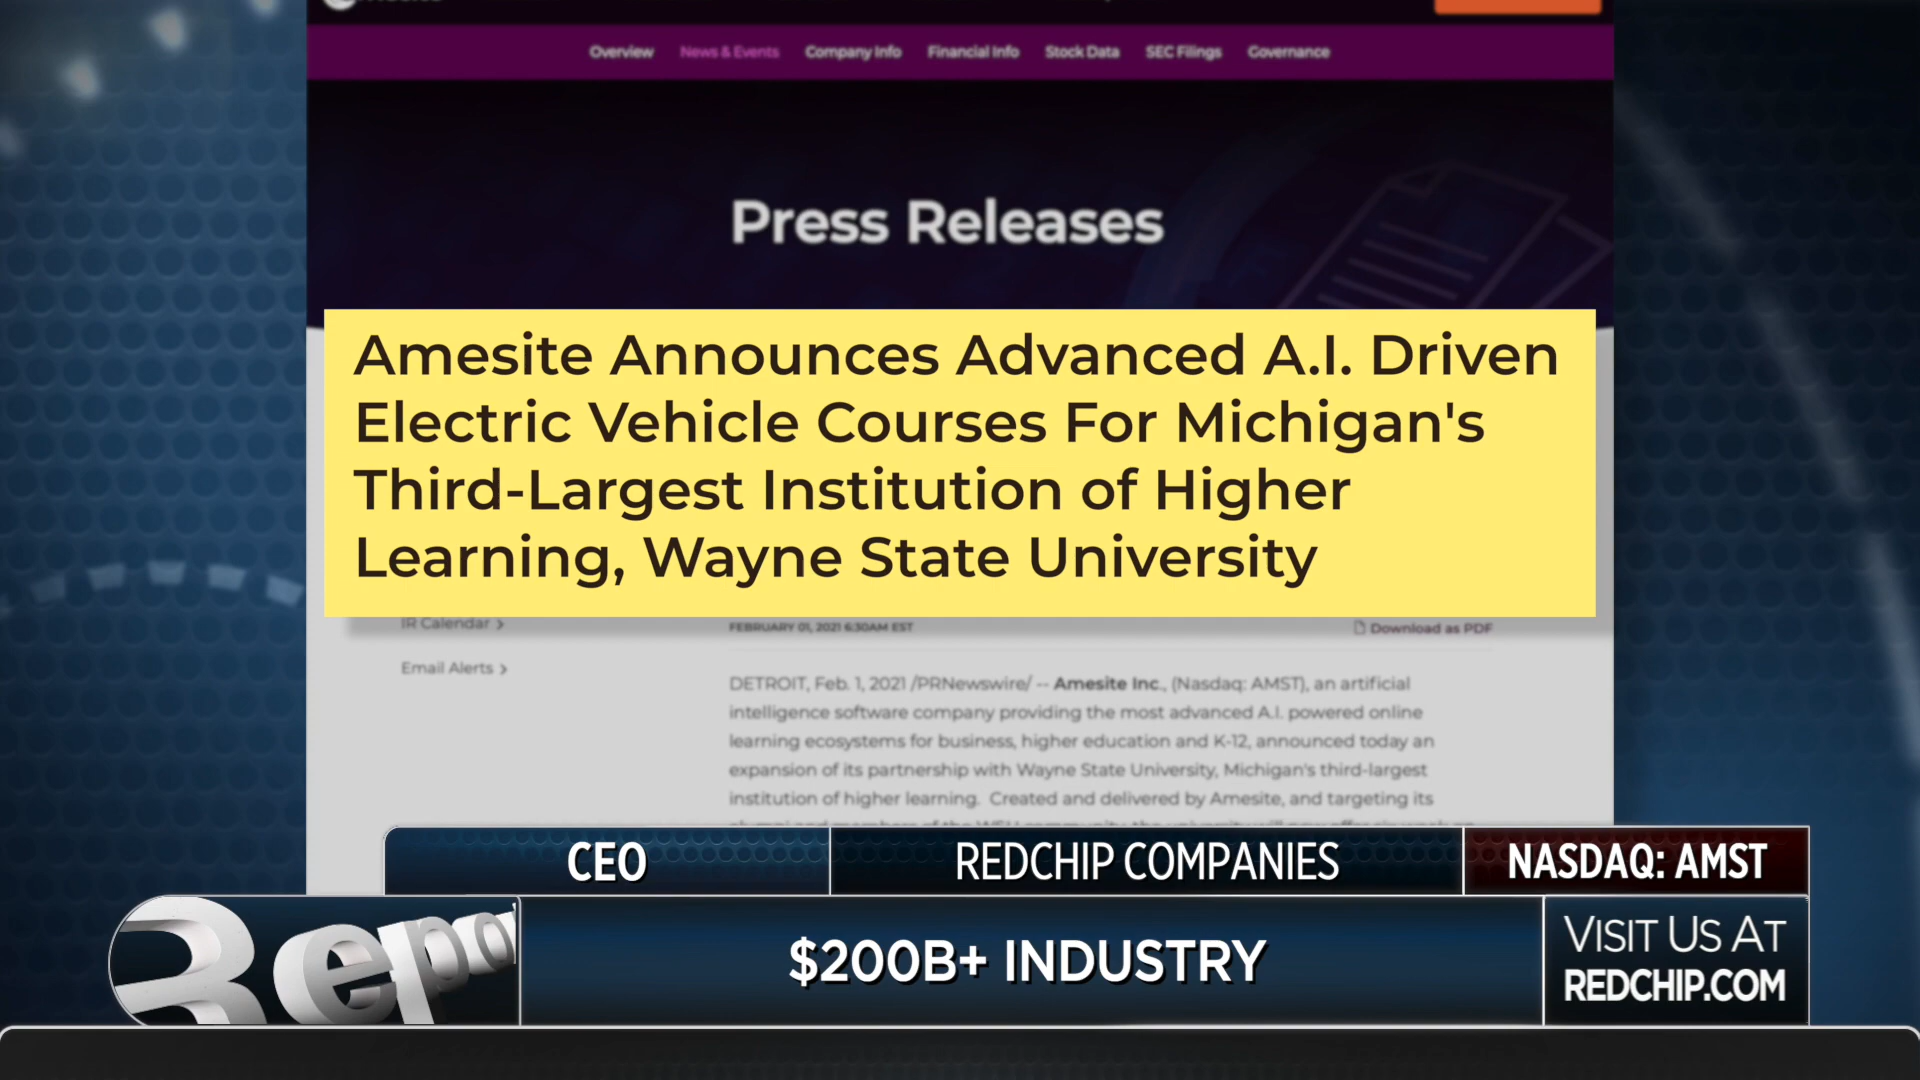 Overview News & Events Company Info Financial Info Stock Data SEC Filings Governance
Press Releases
Amesite Announces Advanced A.I. Driven
Electric Vehicle Courses For Michigan's
Third-Largest Institution of Higher
Learning, Wayne State University
IR Calendar
FEBRUARY 01, 2021 6:30AM EST
Download as PDF
Email Alerts
DETROIT, Feb. 1, 2021 /PRNewswire/ -- Amesite Inc., (Nasdaq: AMST), an artificial
intelligence software company providing the most advanced A.I. powered online
learning ecosystems for business, higher education and K-12, announced today an
expansion of its partnership with Wayne State University, Michigan's third-largest
institution of higher learning. Created and delivered by Amesite, and targeting its
CEO
REDCHIP COMPANIES
NASDAQ: AMST
Repo
$200B+ INDUSTRY
VISIT US AT
REDCHIP.COM